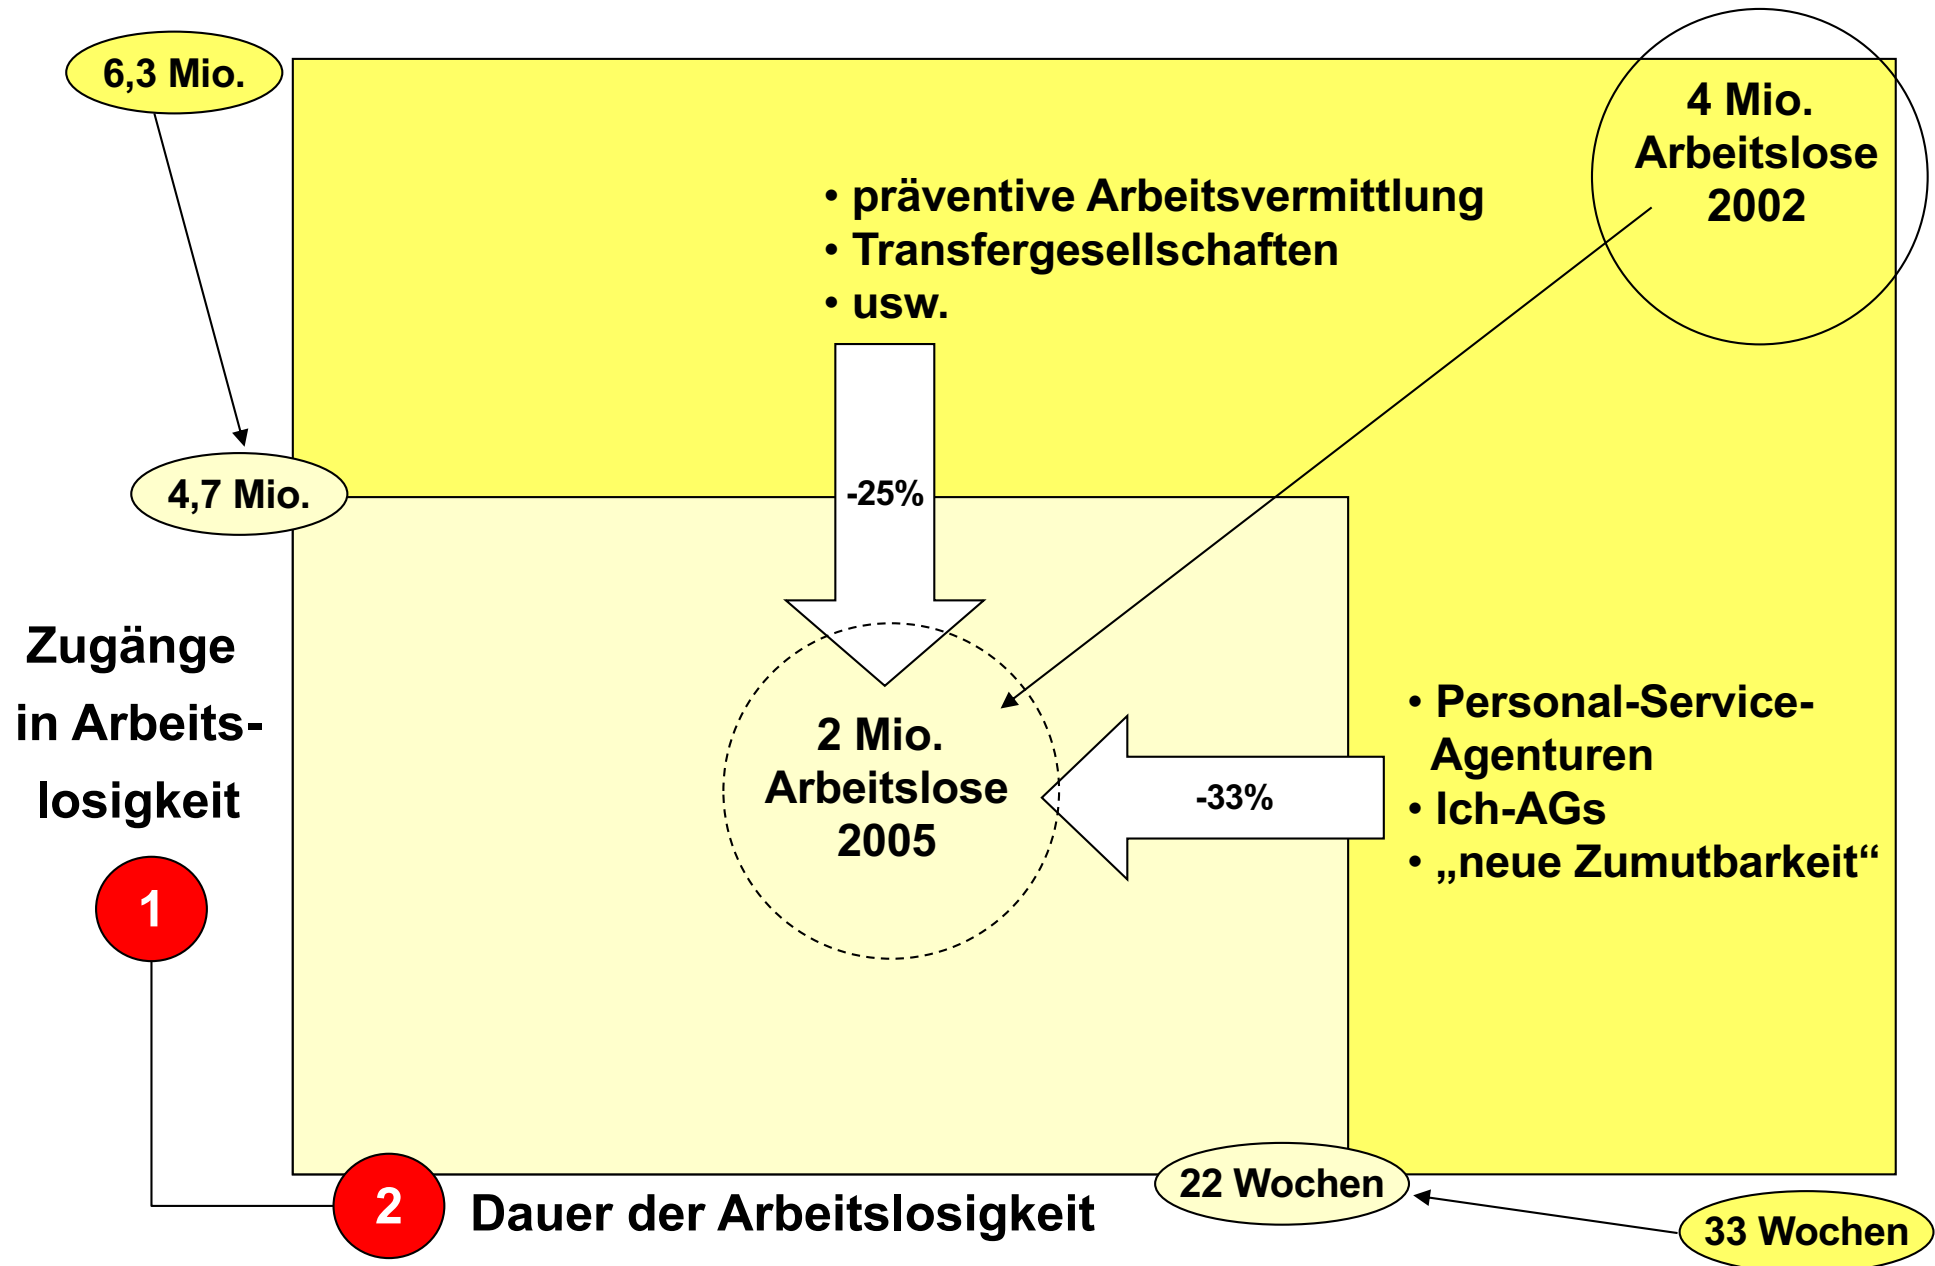 6,3 Mio.
4 Mio.
Arbeitslose
2002
• präventive Arbeitsvermittlung
• Transfergesellschaften
• usw.
4,7 Mio.
-25%
Zugänge
in Arbeits-
losigkeit
1
2 Mio.
Arbeitslose
2005
-33%
• Personal-Service-
Agenturen
• Ich-AGs
• „neue Zumutbarkeit“
2
Dauer der Arbeitslosigkeit
22 Wochen
33 Wochen